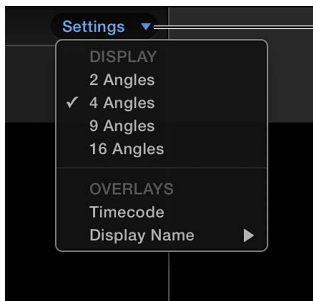 Settings
DISPLAY
2 Angles
4 Angles
9 Angles
16 Angles
OVERLAYS
Timecode
Display Name